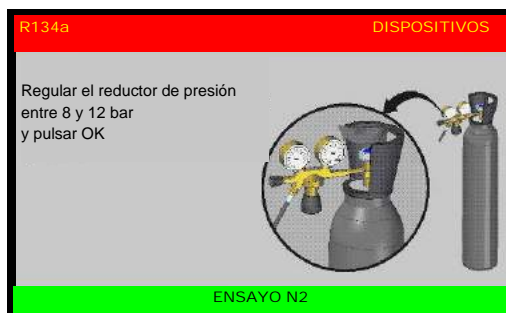 R134a DISPOSITIVOS
Regular el reductor de presión
entre 8 y 12 bar
y pulsar OK
ENSAYO N2